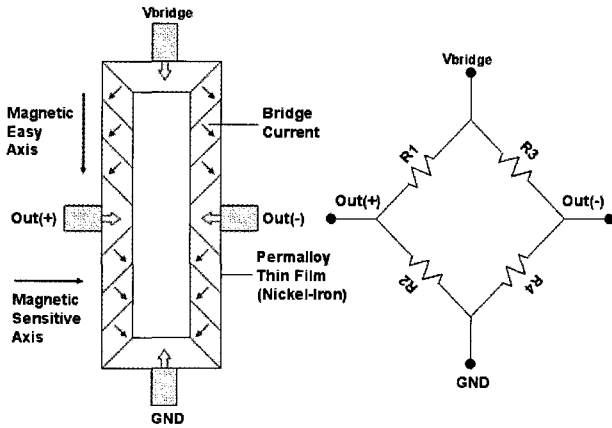 Vbridge
Magnetic
Easy
Axis
Bridge
Current
Out(+)
Out(-)
Permalloy
Thin Film
(Nickel-Iron)
Magnetic
Sensitive
Axis
GND
Vbridge
R1
R3
Out(+)
Out(-)
R2
R4
GND